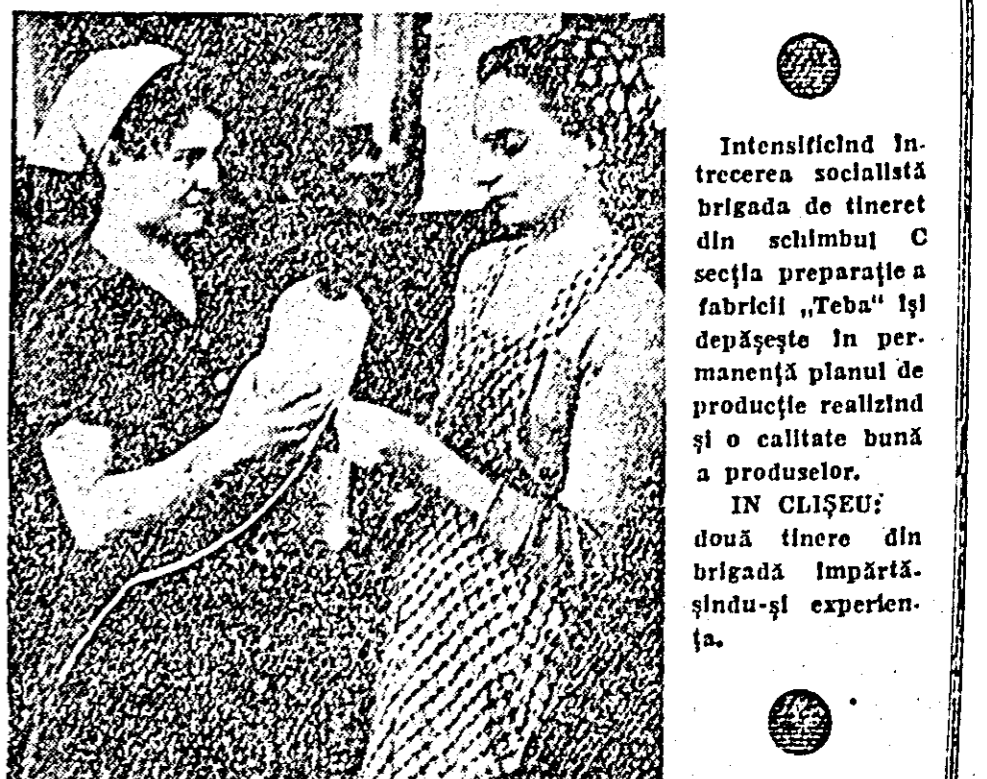 Intensificînd în-
trecerea socialistă
brigada de tineret
din schimbul C
secția preparație a
fabricii „Teba“ își
depășește în per-
manență planul de
producție realizînd
și o calitate bună
a produselor.
IN CLIȘEU:
două tinere din
brigadă împărtă-
șindu-și experien-
ța.